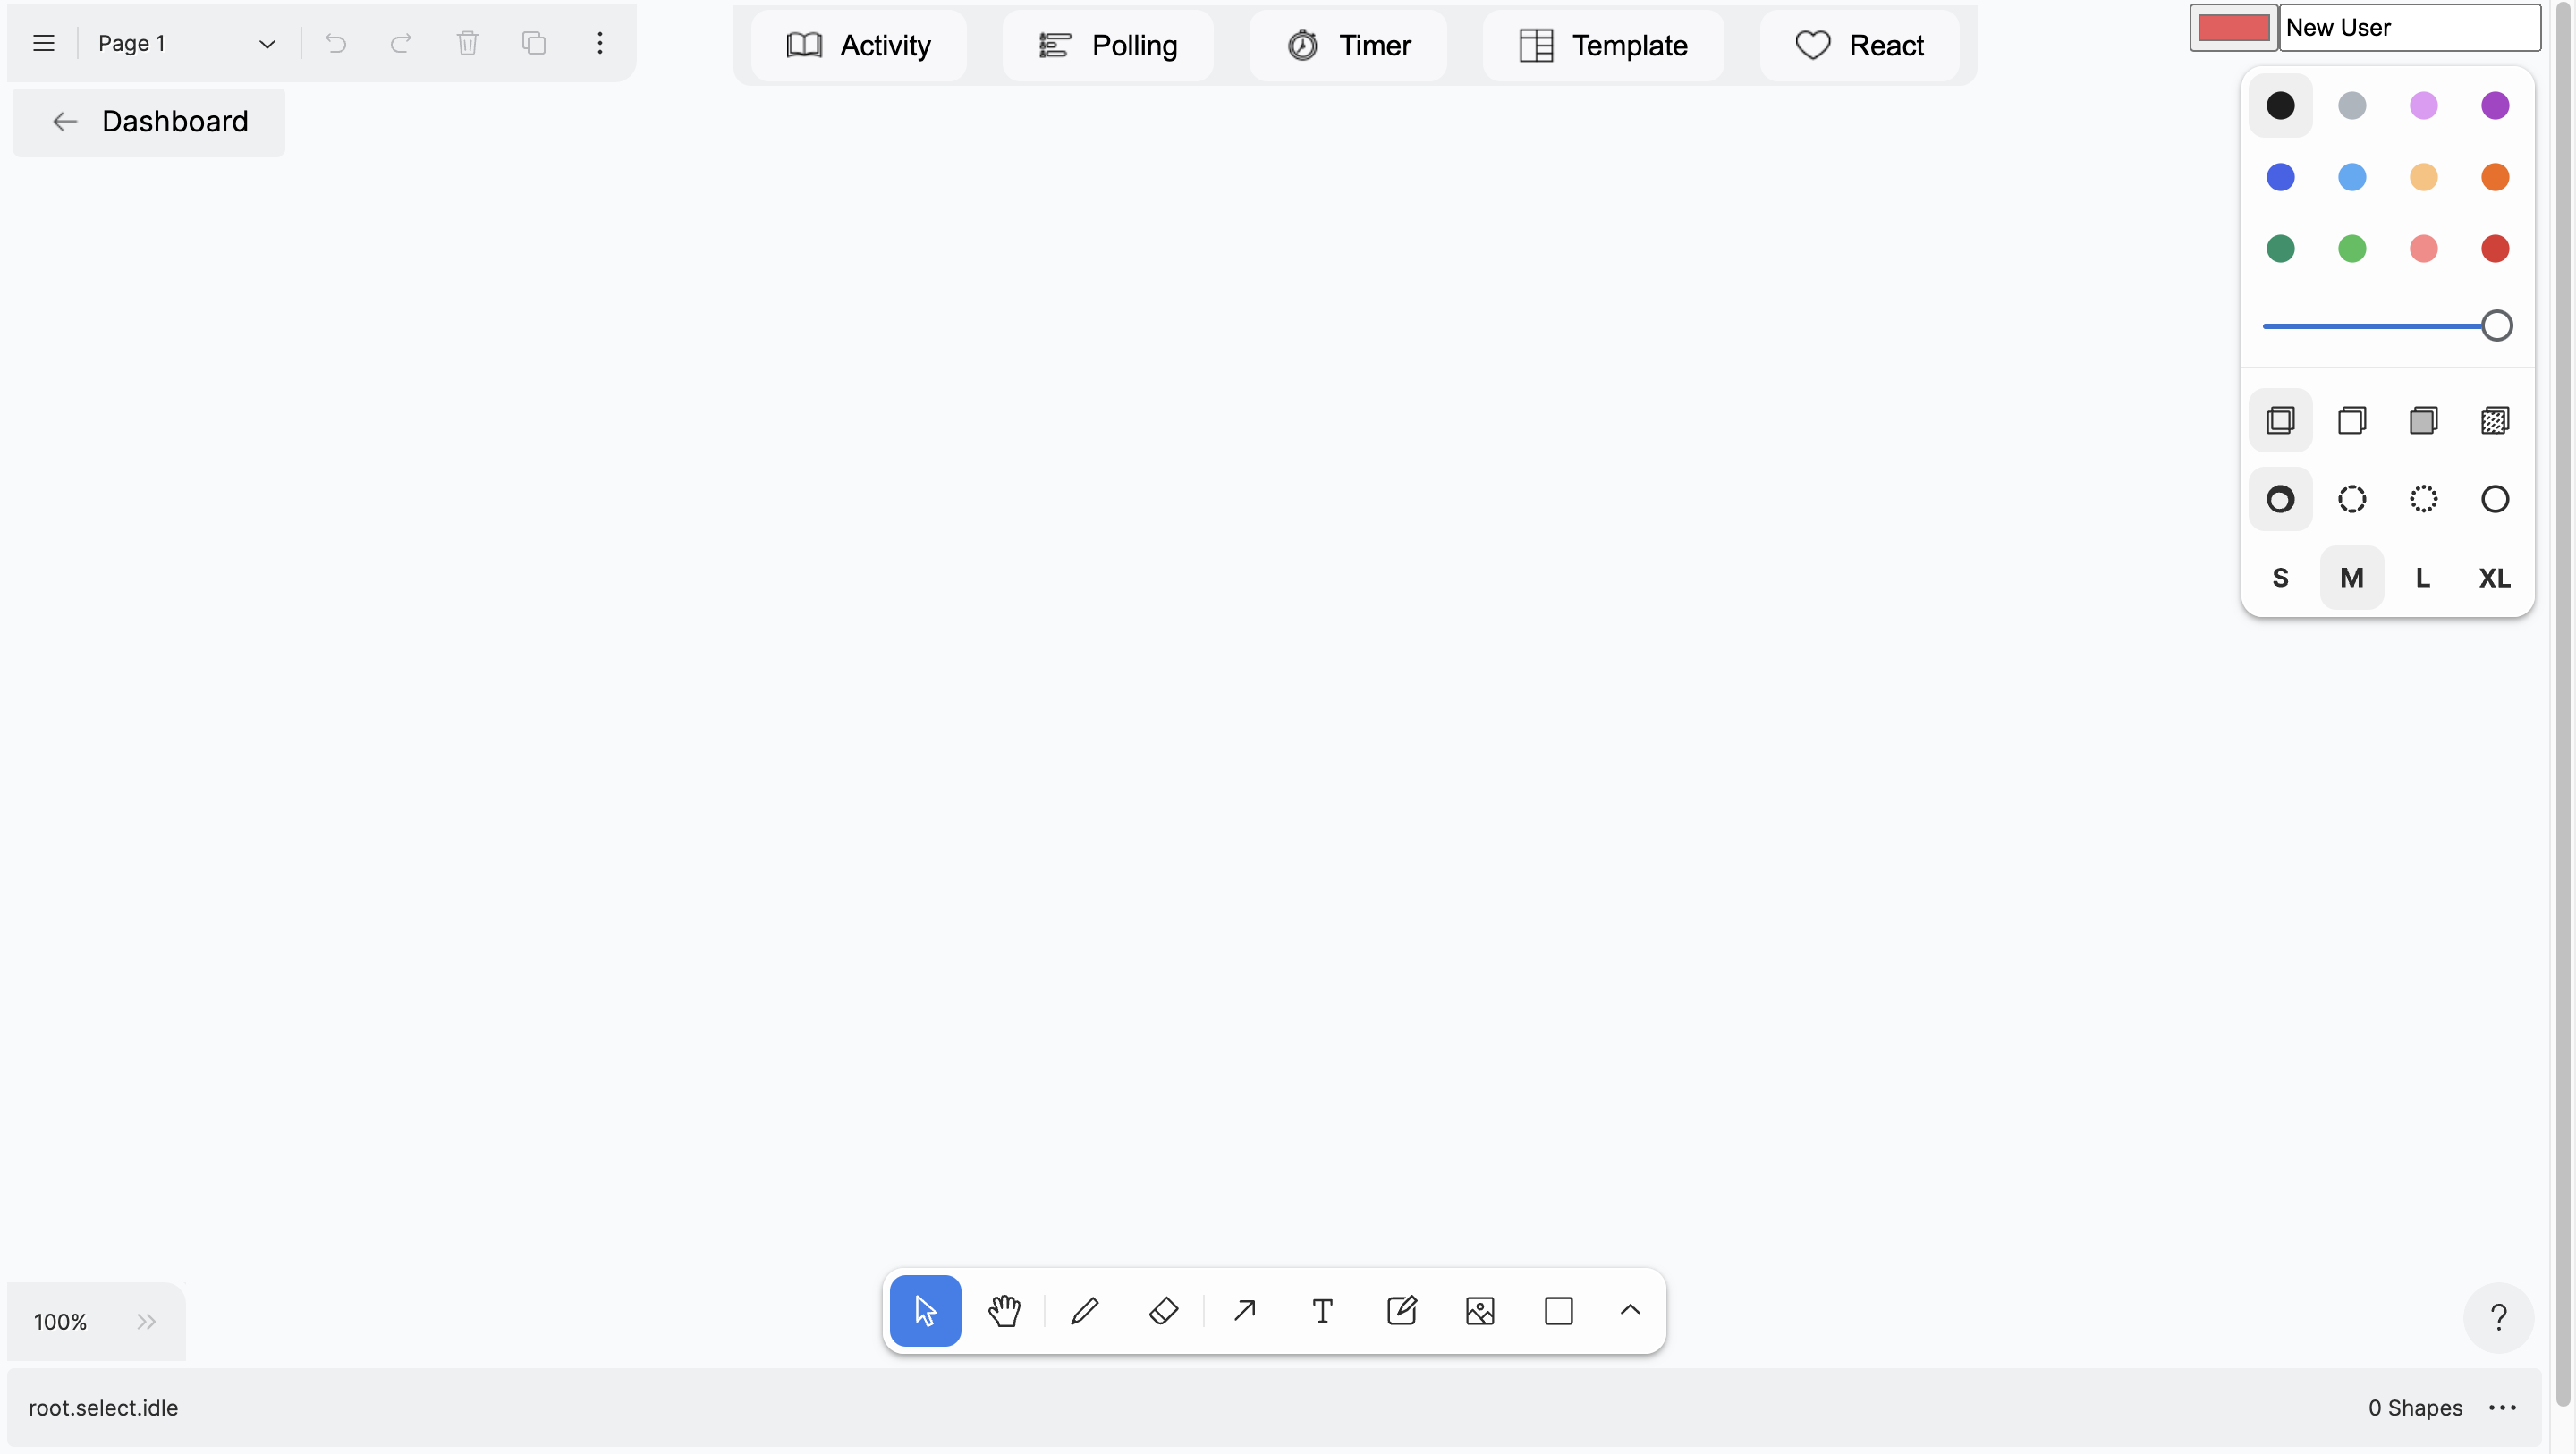 Page 1
Activity
Polling
Timer
Template
React
New User
Dashboard
S M L XL
100%
?
root.select.idle
0 Shapes